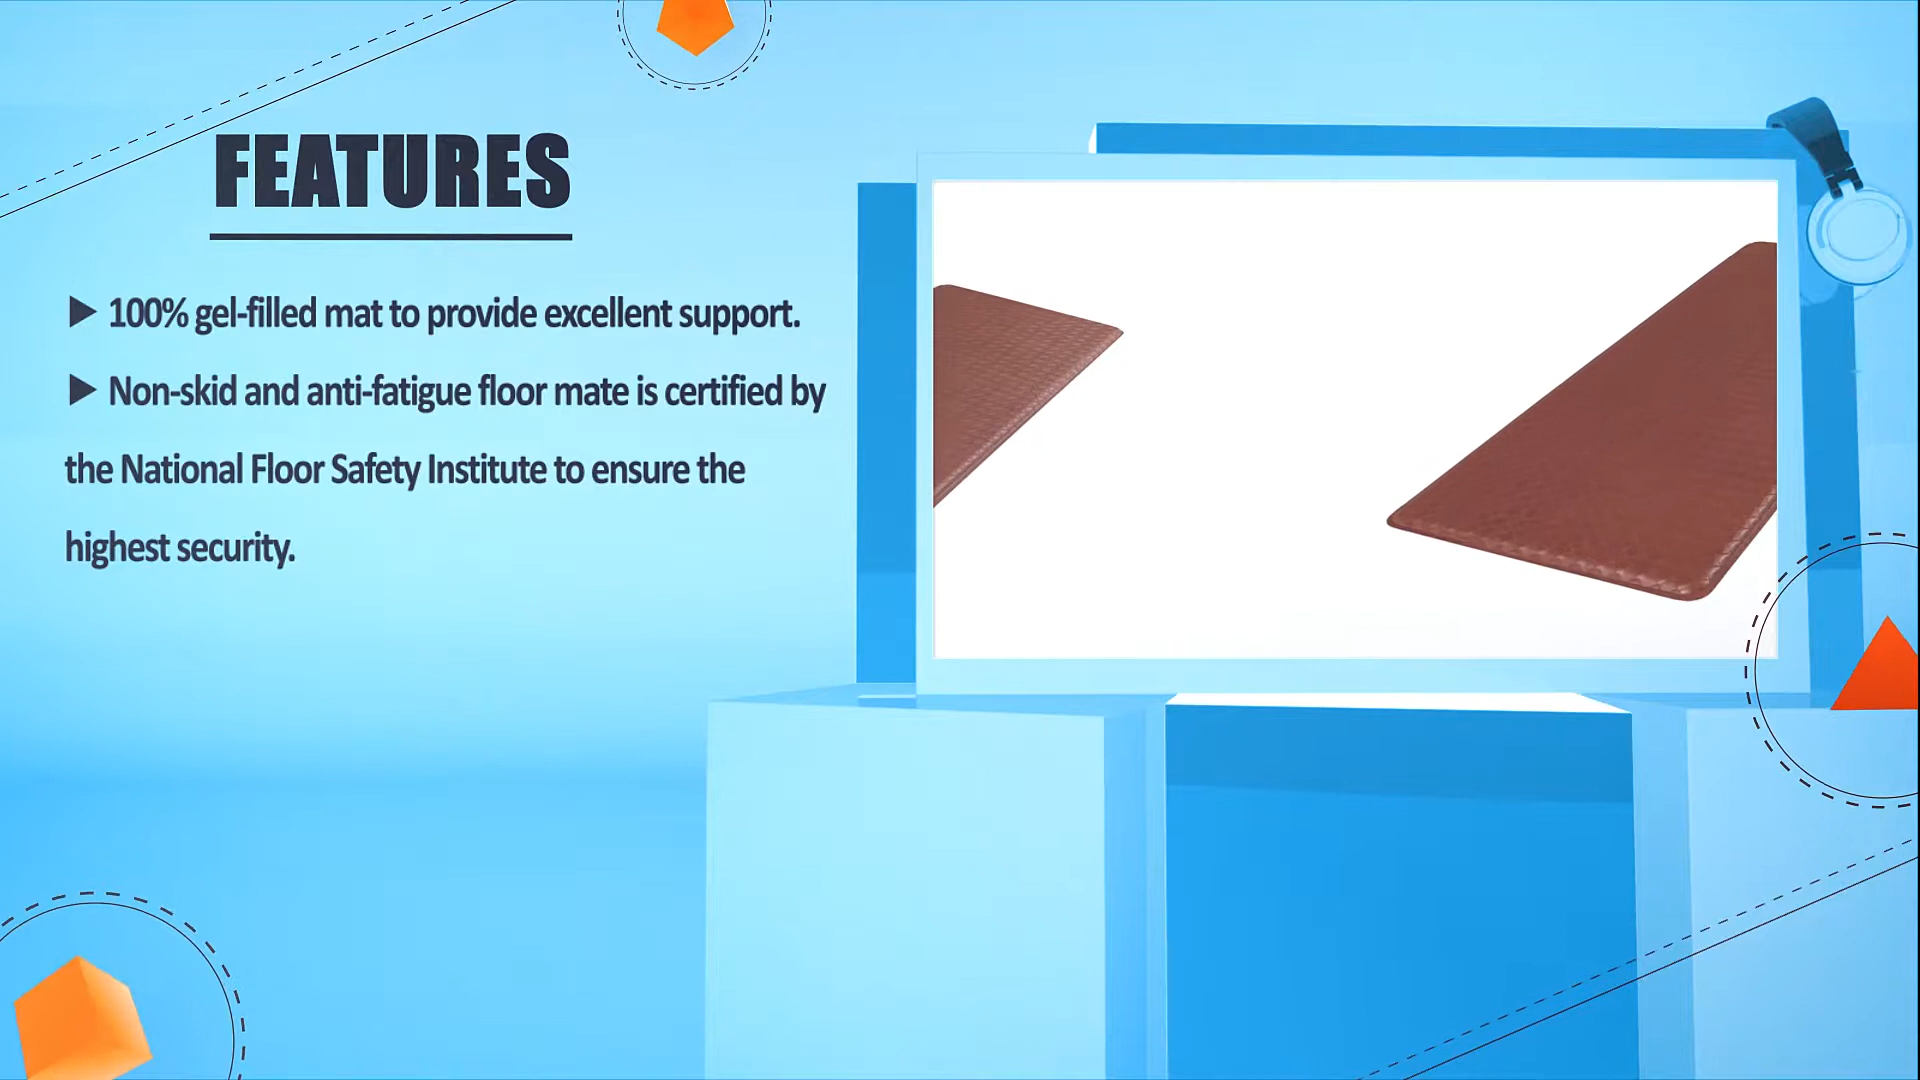 FEATURES
▶ 100% gel-filled mat to provide excellent support.
▶ Non-skid and anti-fatigue floor mate is certified by
the National Floor Safety Institute to ensure the
highest security.